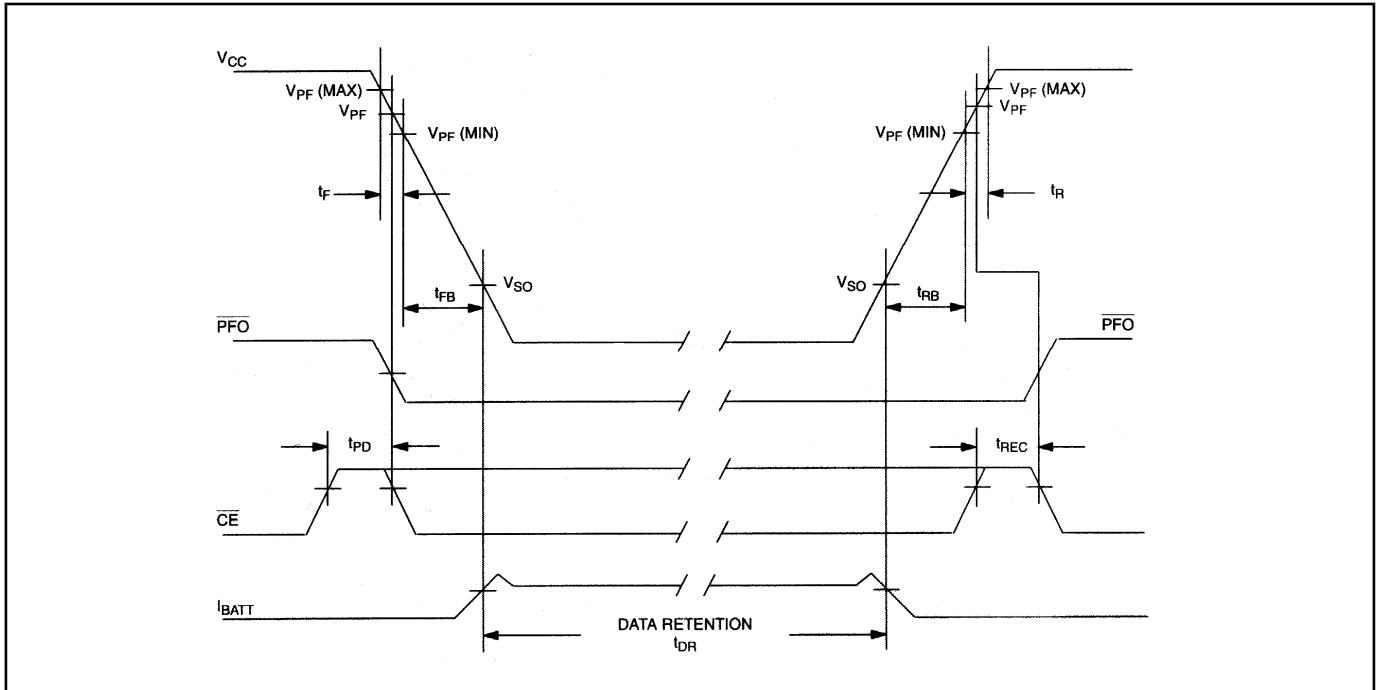 VCC
VPF (MAX)
VPF
VPF (MIN)
tF
tFB
VSO
VPF (MAX)
VPF
VPF (MIN)
tR
VSO
tRB
PFO
PFO
tPD
tREC
CE
IBATT
DATA RETENTION
tDR